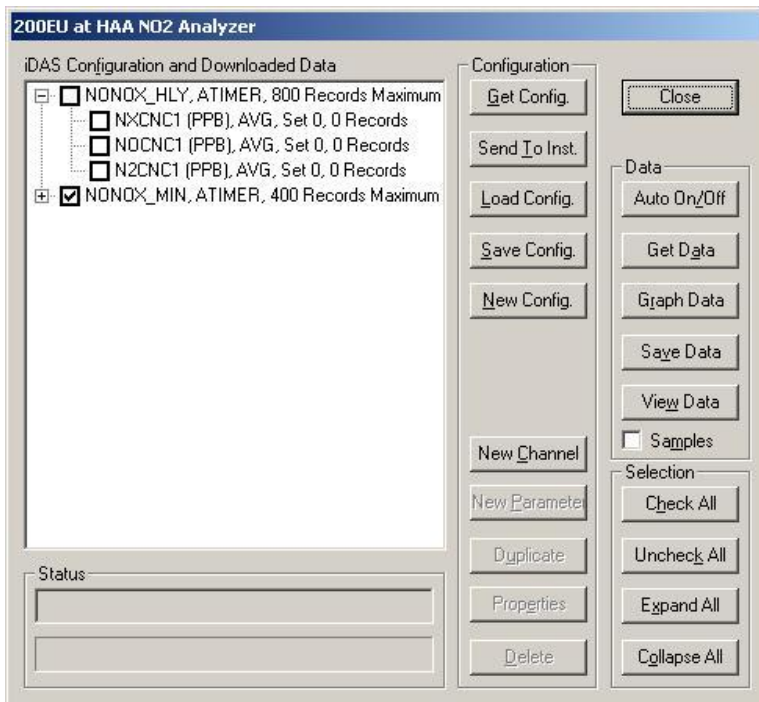 200EU at HAA NO2 Analyzer
iDAS Configuration and Downloaded Data
NONOX_HLY, ATIMER, 800 Records Maximum
NXCNC1 (PPB), AVG, Set 0, 0 Records
NOCNC1 (PPB), AVG, Set 0, 0 Records
N2CNC1 (PPB), AVG, Set 0, 0 Records
NONOX_MIN, ATIMER, 400 Records Maximum
Status
Configuration
Get Config.
Send To Inst.
Load Config.
Save Config.
New Config.
New Channel
New Parameter
Duplicate
Properties
Delete
Close
Data
Auto On/Off
Get Data
Graph Data
Save Data
View Data
Samples
Selection
Check All
Uncheck All
Expand All
Collapse All